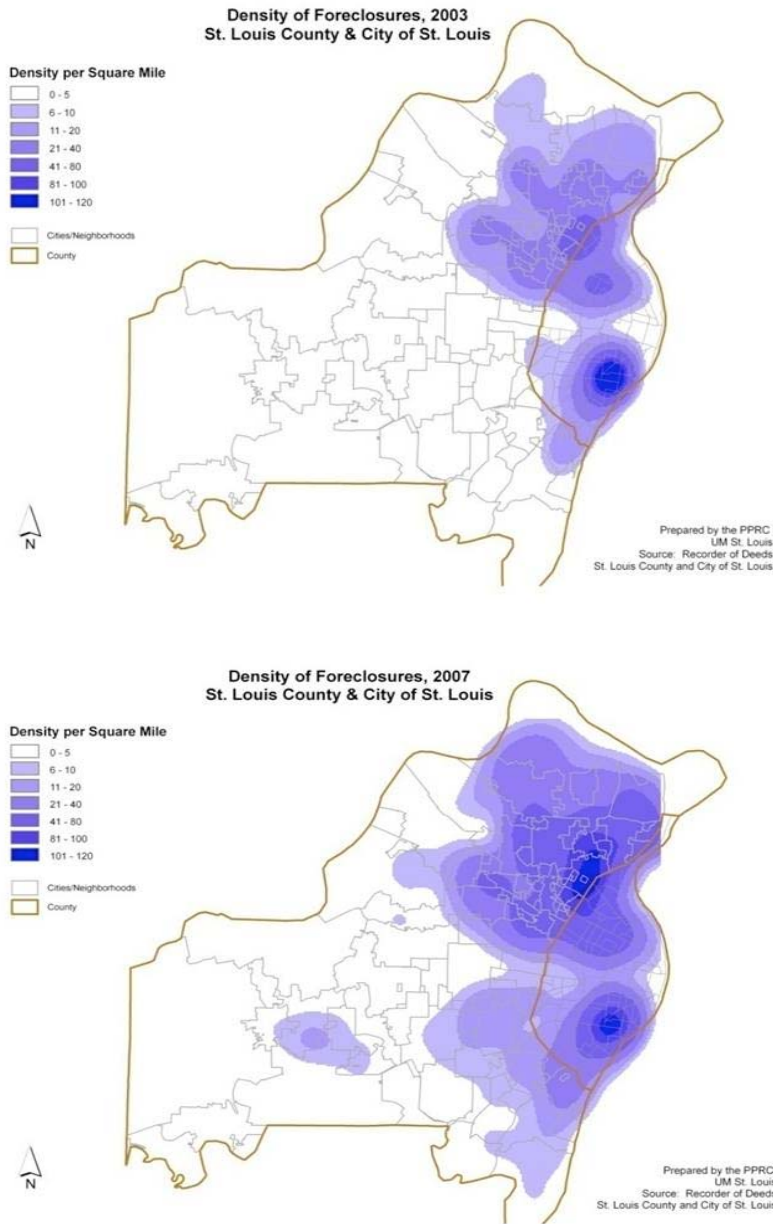 Density of Foreclosures, 2003
St. Louis County & City of St. Louis
Density per Square Mile
0 - 5
6 - 10
11 - 20
21 - 40
41 - 80
81 - 100
101 - 120
Cities/Neighborhoods
County
N
Prepared by the PPRC
UM St. Louis
Source: Recorder of Deeds
St. Louis County and City of St. Louis
Density of Foreclosures, 2007
St. Louis County & City of St. Louis
Density per Square Mile
0 - 5
6 - 10
11 - 20
21 - 40
41 - 80
81 - 100
101 - 120
Cities/Neighborhoods
County
N
Prepared by the PPRC
UM St. Louis
Source: Recorder of Deeds
St. Louis County and City of St. Louis